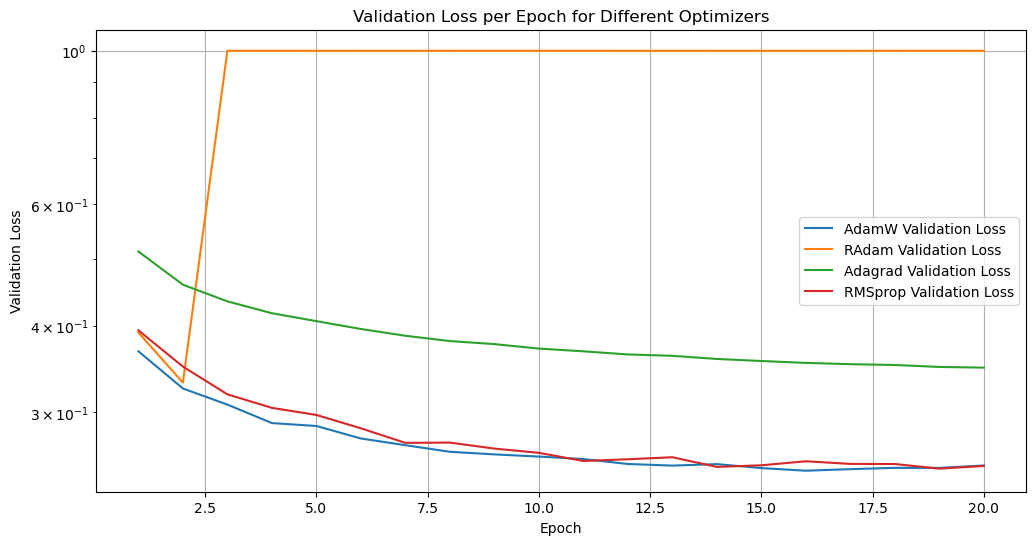 Validation Loss per Epoch for Different Optimizers
Validation Loss
10⁰
6 × 10⁻¹
4 × 10⁻¹
3 × 10⁻¹
AdamW Validation Loss
RAdam Validation Loss
Adagrad Validation Loss
RMSprop Validation Loss
2.5 5.0 7.5 10.0 12.5 15.0 17.5 20.0
Epoch